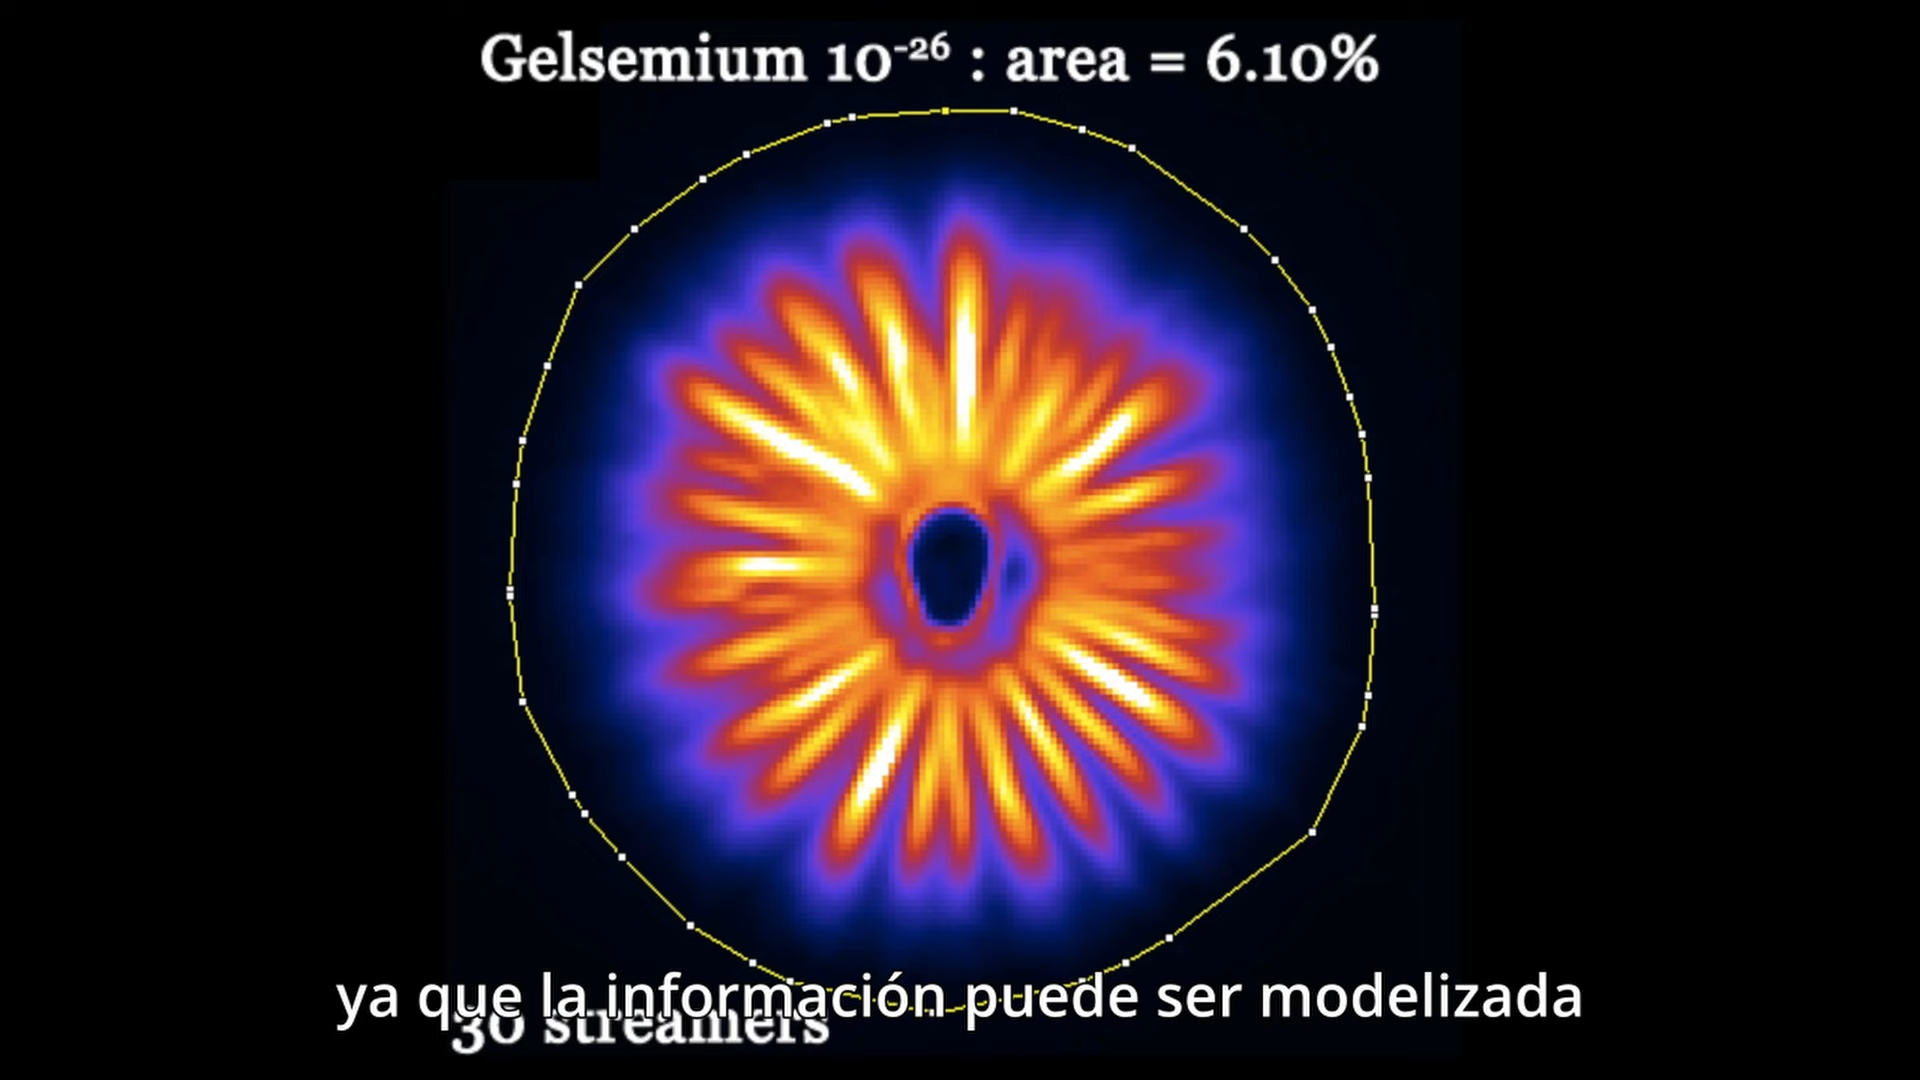 Gelsemium 10⁻²⁶ : area = 6.10%
ya que la información puede ser modelizada
30 streamers